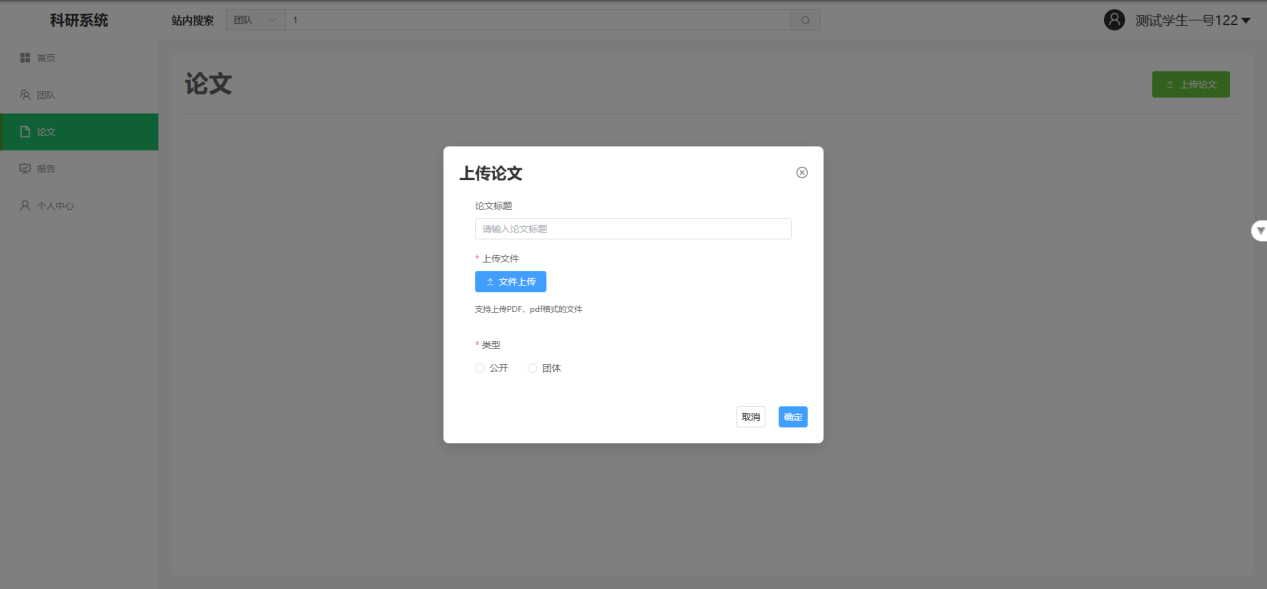 科研系统
站内搜索 团队 1
测试学生一号122
首页
团队
论文
报告
个人中心
论文
上传论文
上传论文
论文标题
请输入论文标题
* 上传文件
文件上传
支持上传PDF，pdf格式的文件
* 类型
公开 团体
取消 确定